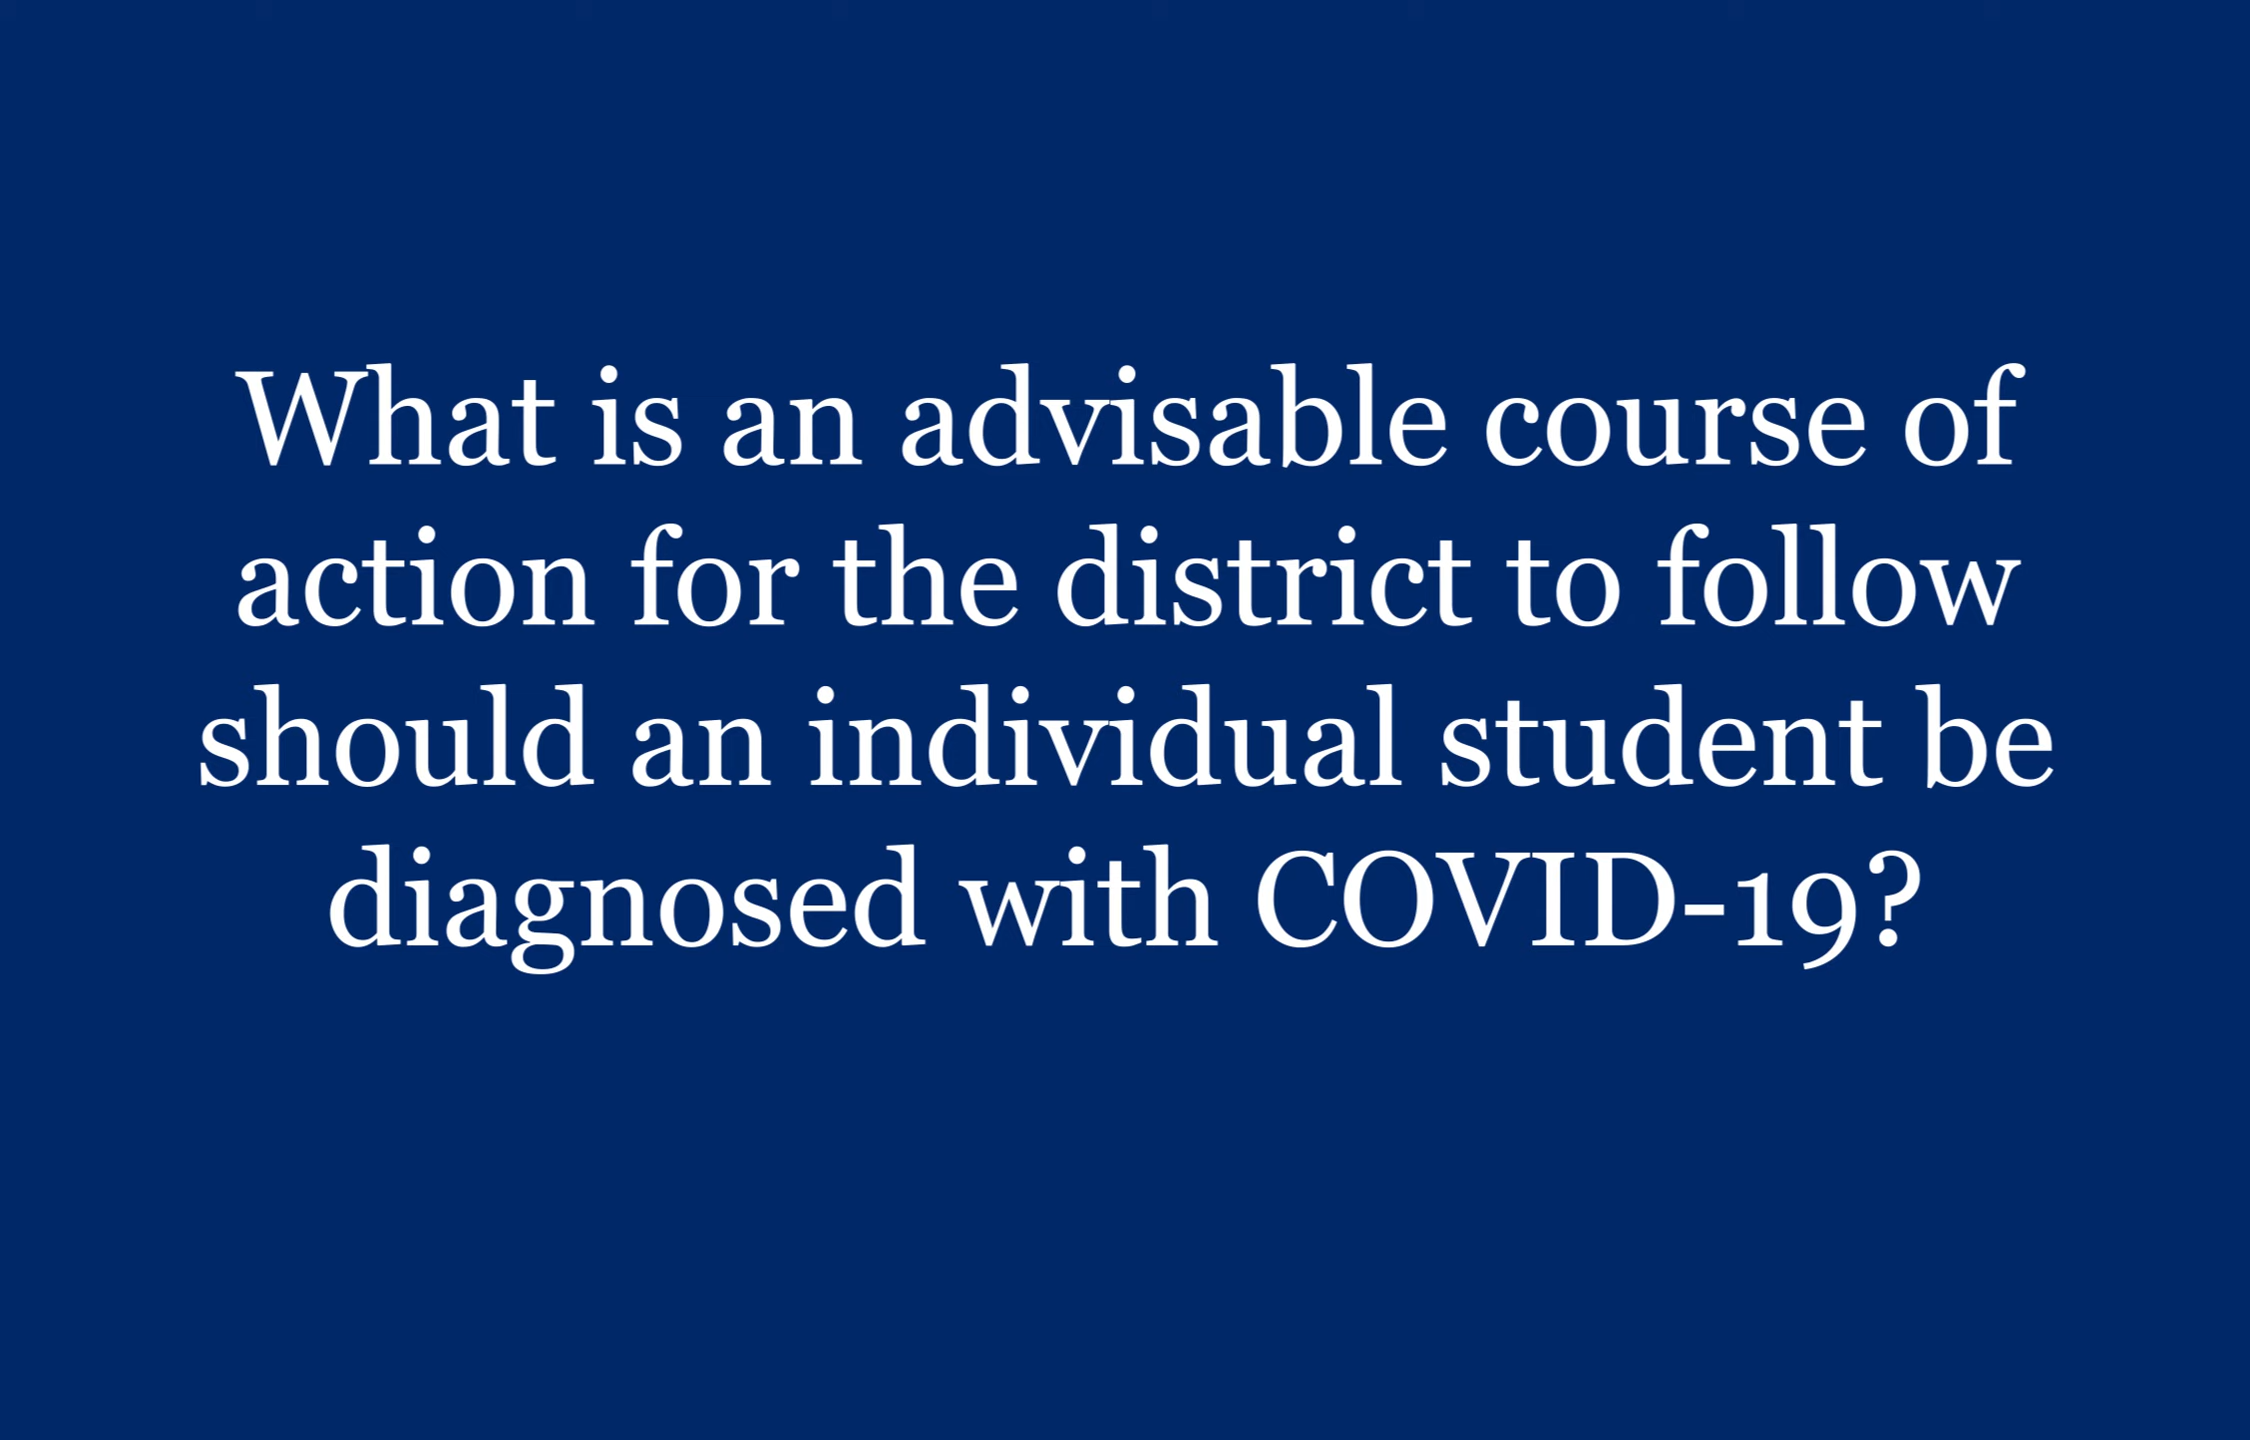 What is an advisable course of
action for the district to follow
should an individual student be
diagnosed with COVID-19?